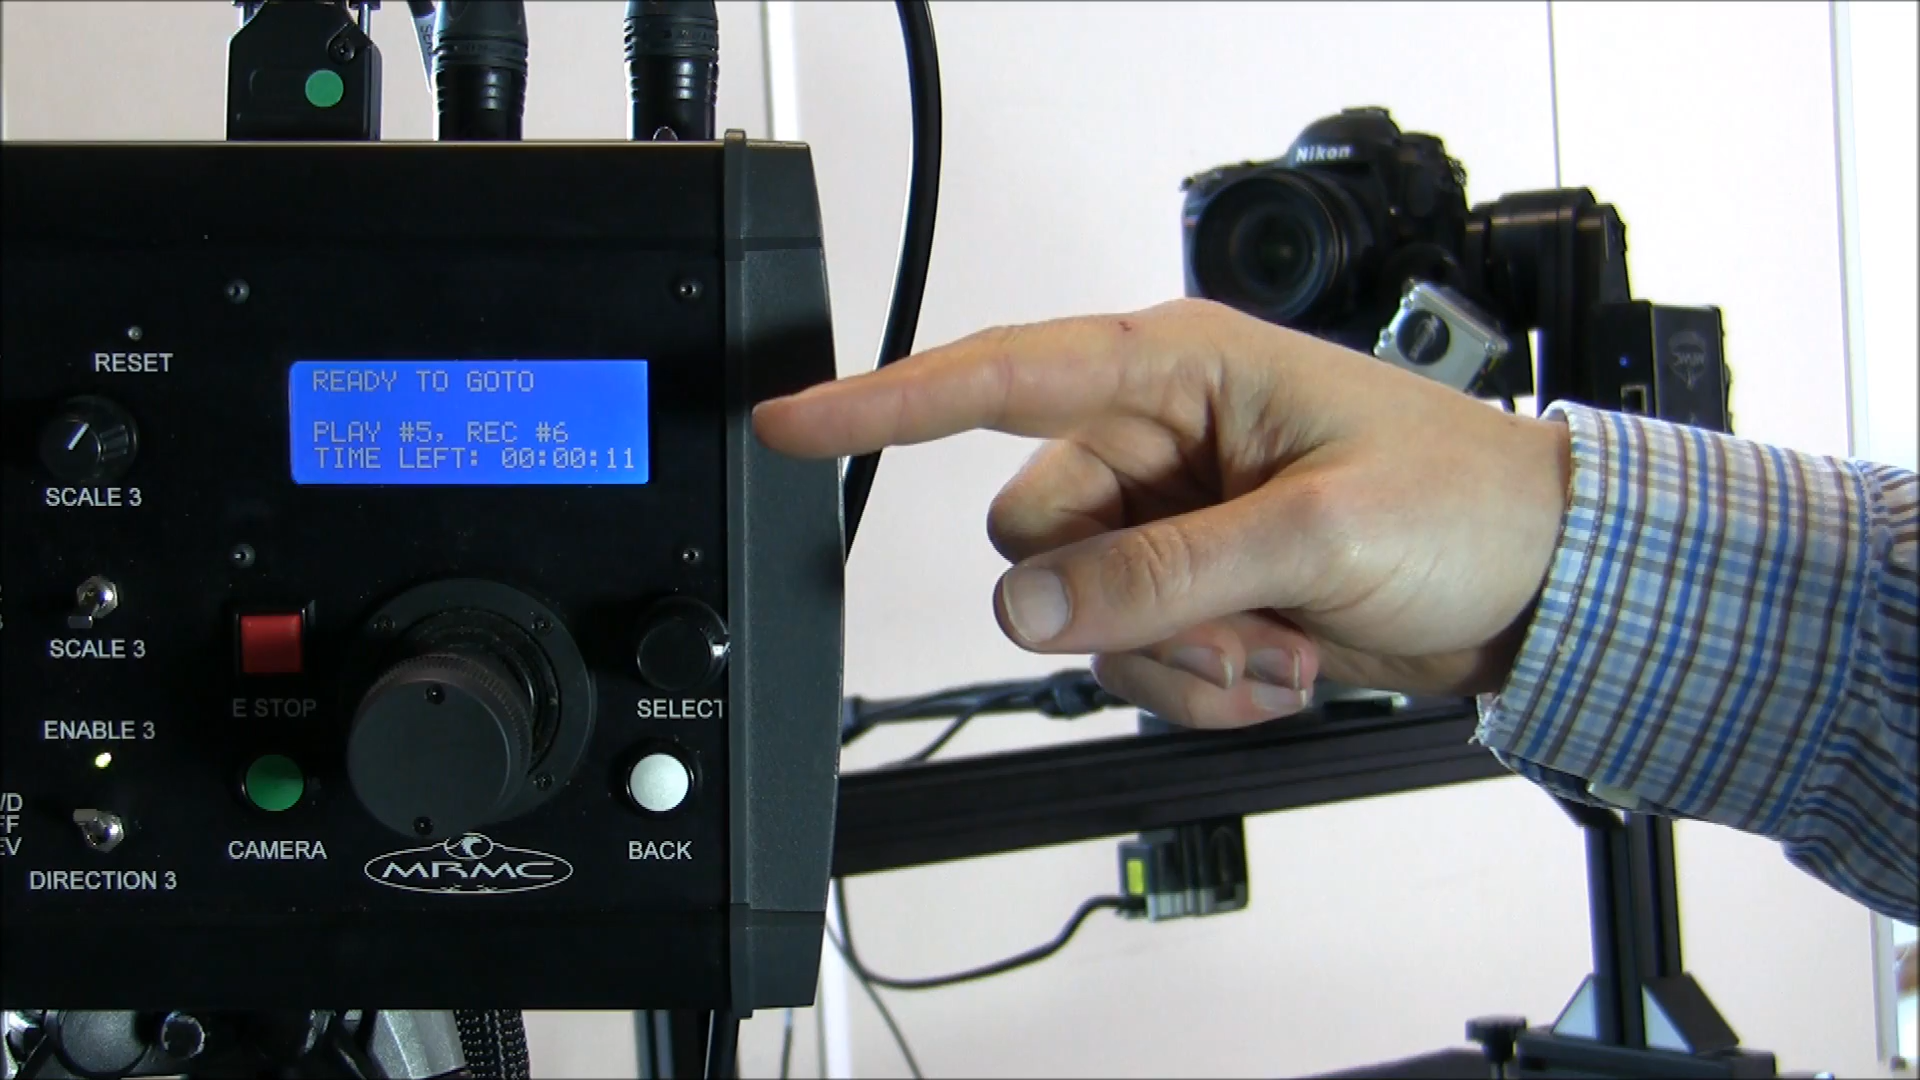 Nikon
RESET
READY TO GOTO
PLAY #5, REC #6
TIME LEFT: 00:00:11
SCALE 3
SCALE 3
E STOP
SELECT
ENABLE 3
CAMERA
BACK
MRMC
DIRECTION 3